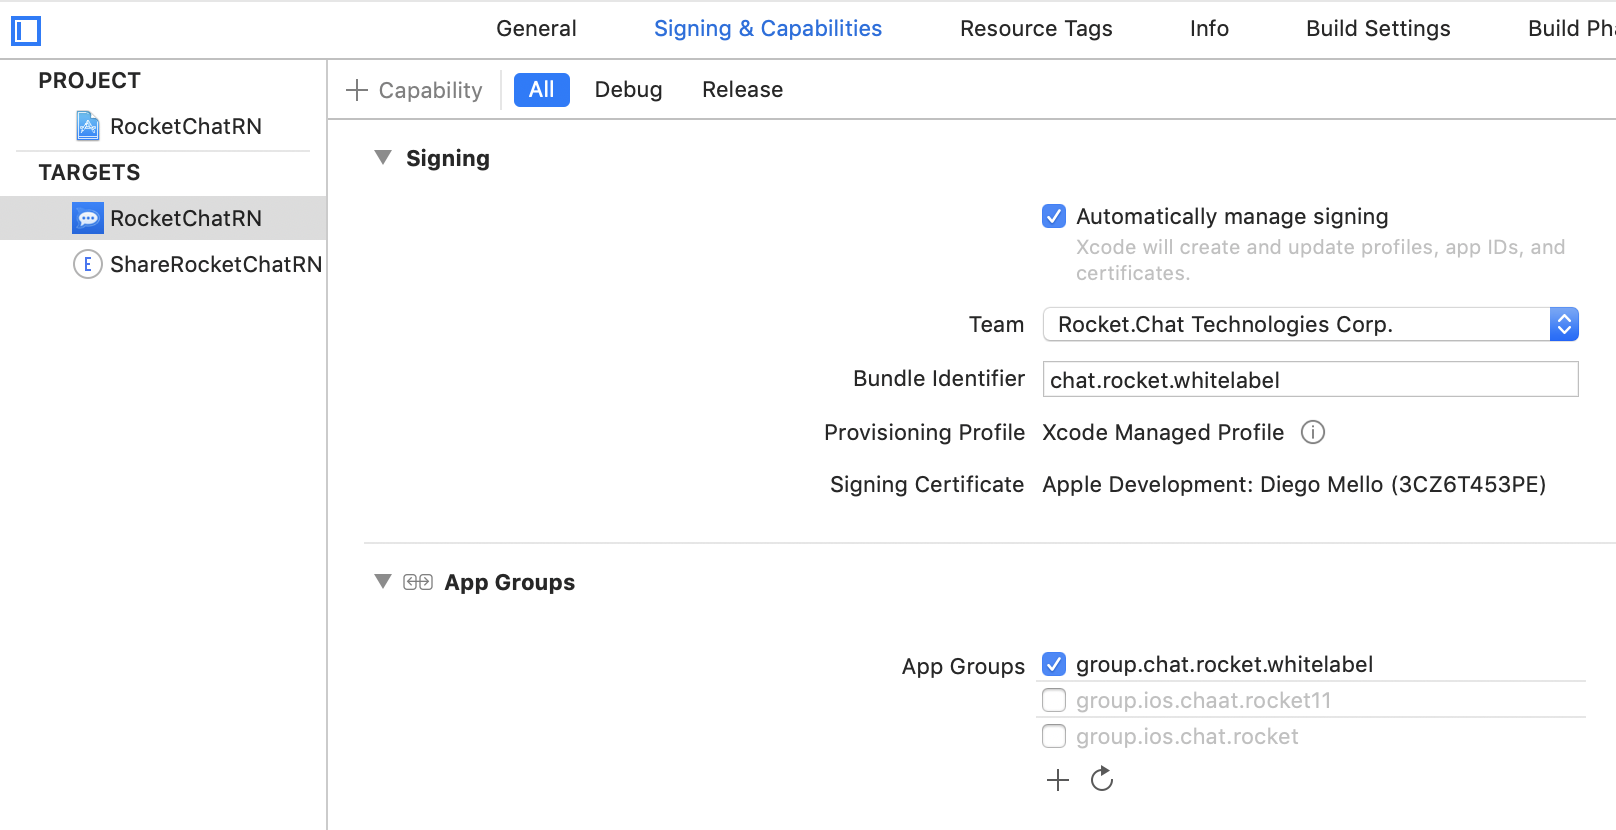 General Signing & Capabilities Resource Tags Info Build Settings Build Pha
PROJECT
RocketChatRN
TARGETS
RocketChatRN
E ShareRocketChatRN
Capability All Debug Release
Signing
Automatically manage signing
Xcode will create and update profiles, app IDs, and
certificates.
Team Rocket.Chat Technologies Corp.
Bundle Identifier chat.rocket.whitelabel
Provisioning Profile Xcode Managed Profile
Signing Certificate Apple Development: Diego Mello (3CZ6T453PE)
App Groups
App Groups group.chat.rocket.whitelabel
group.ios.chaat.rocket11
group.ios.chat.rocket